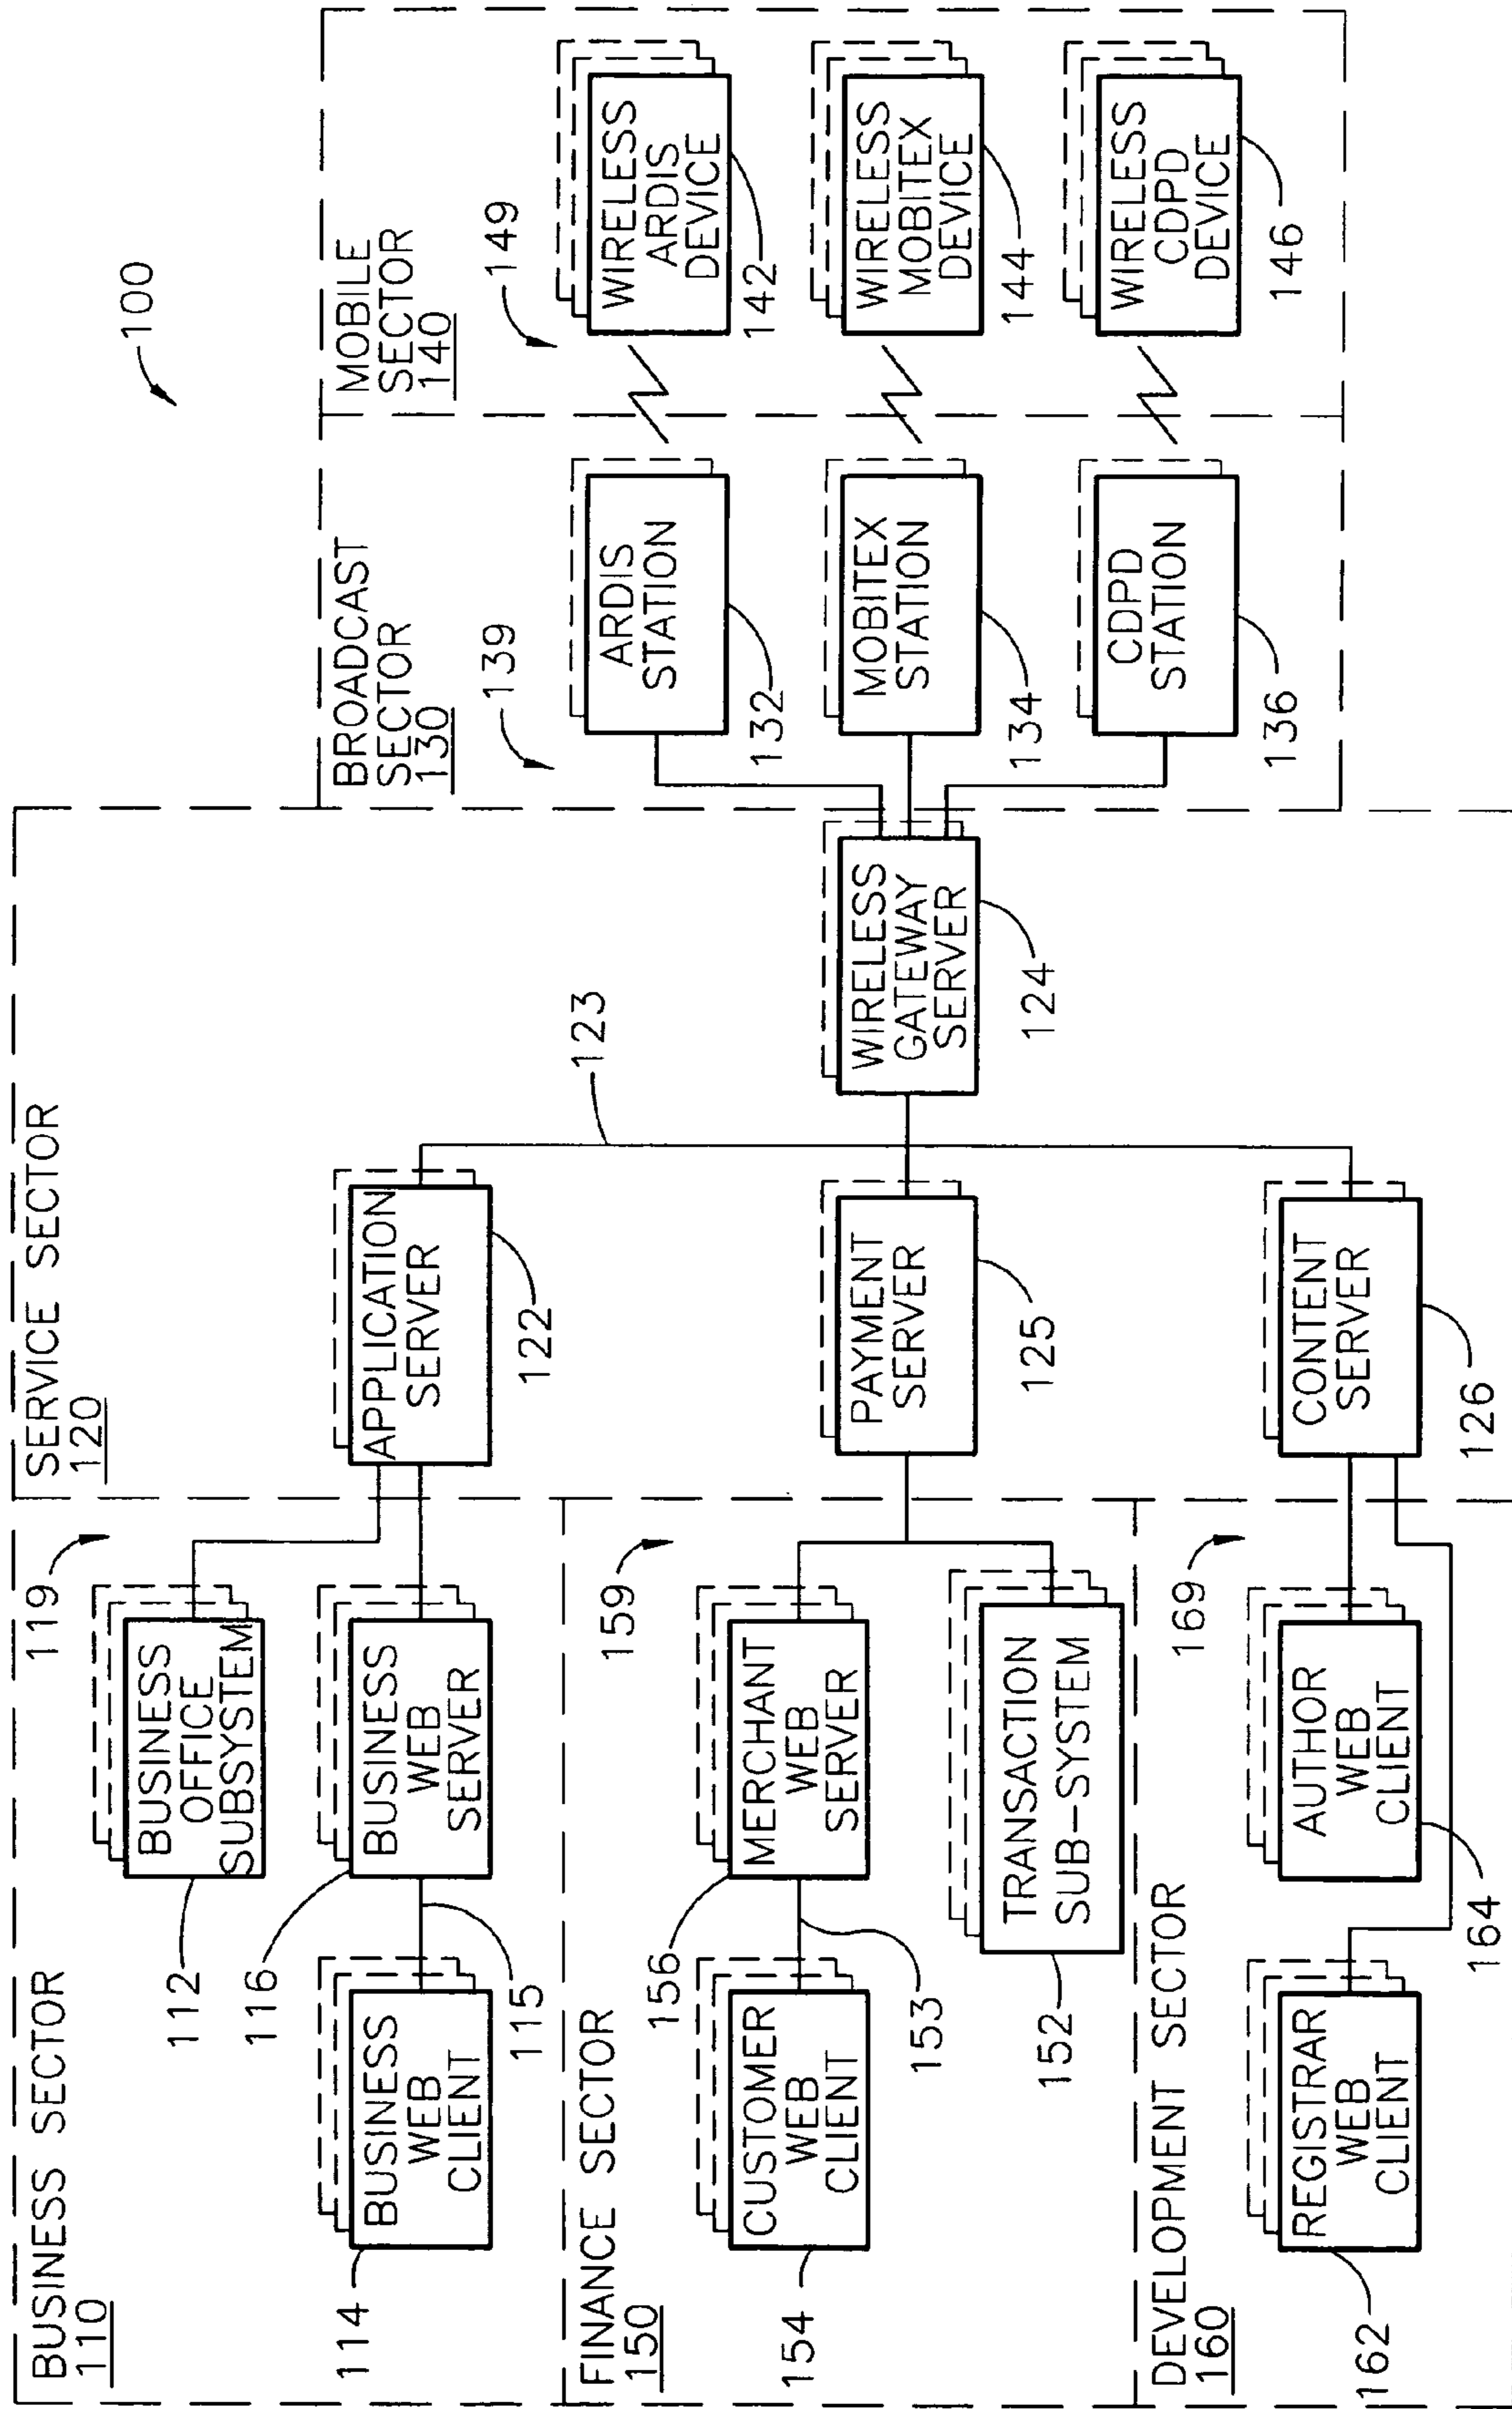 100
BUSINESS SECTOR
110
119
BUSINESS
OFFICE
SUBSYSTEM
112
116
BUSINESS
WEB
SERVER
BUSINESS
WEB
CLIENT
114
115
FINANCE SECTOR
150
159
MERCHANT
WEB
SERVER
156
CUSTOMER
WEB
CLIENT
154
153
TRANSACTION
SUB-SYSTEM
152
DEVELOPMENT SECTOR
160
169
AUTHOR
WEB
CLIENT
164
REGISTRAR
WEB
CLIENT
162
SERVICE SECTOR
120
APPLICATION
SERVER
122
123
PAYMENT
SERVER
125
CONTENT
SERVER
126
WIRELESS
GATEWAY
SERVER
124
BROADCAST
SECTOR
130
139
ARDIS
STATION
132
MOBITEX
STATION
134
CDPD
STATION
136
MOBILE
SECTOR
140
149
WIRELESS
ARDIS
DEVICE
142
WIRELESS
MOBITEX
DEVICE
144
WIRELESS
CDPD
DEVICE
146